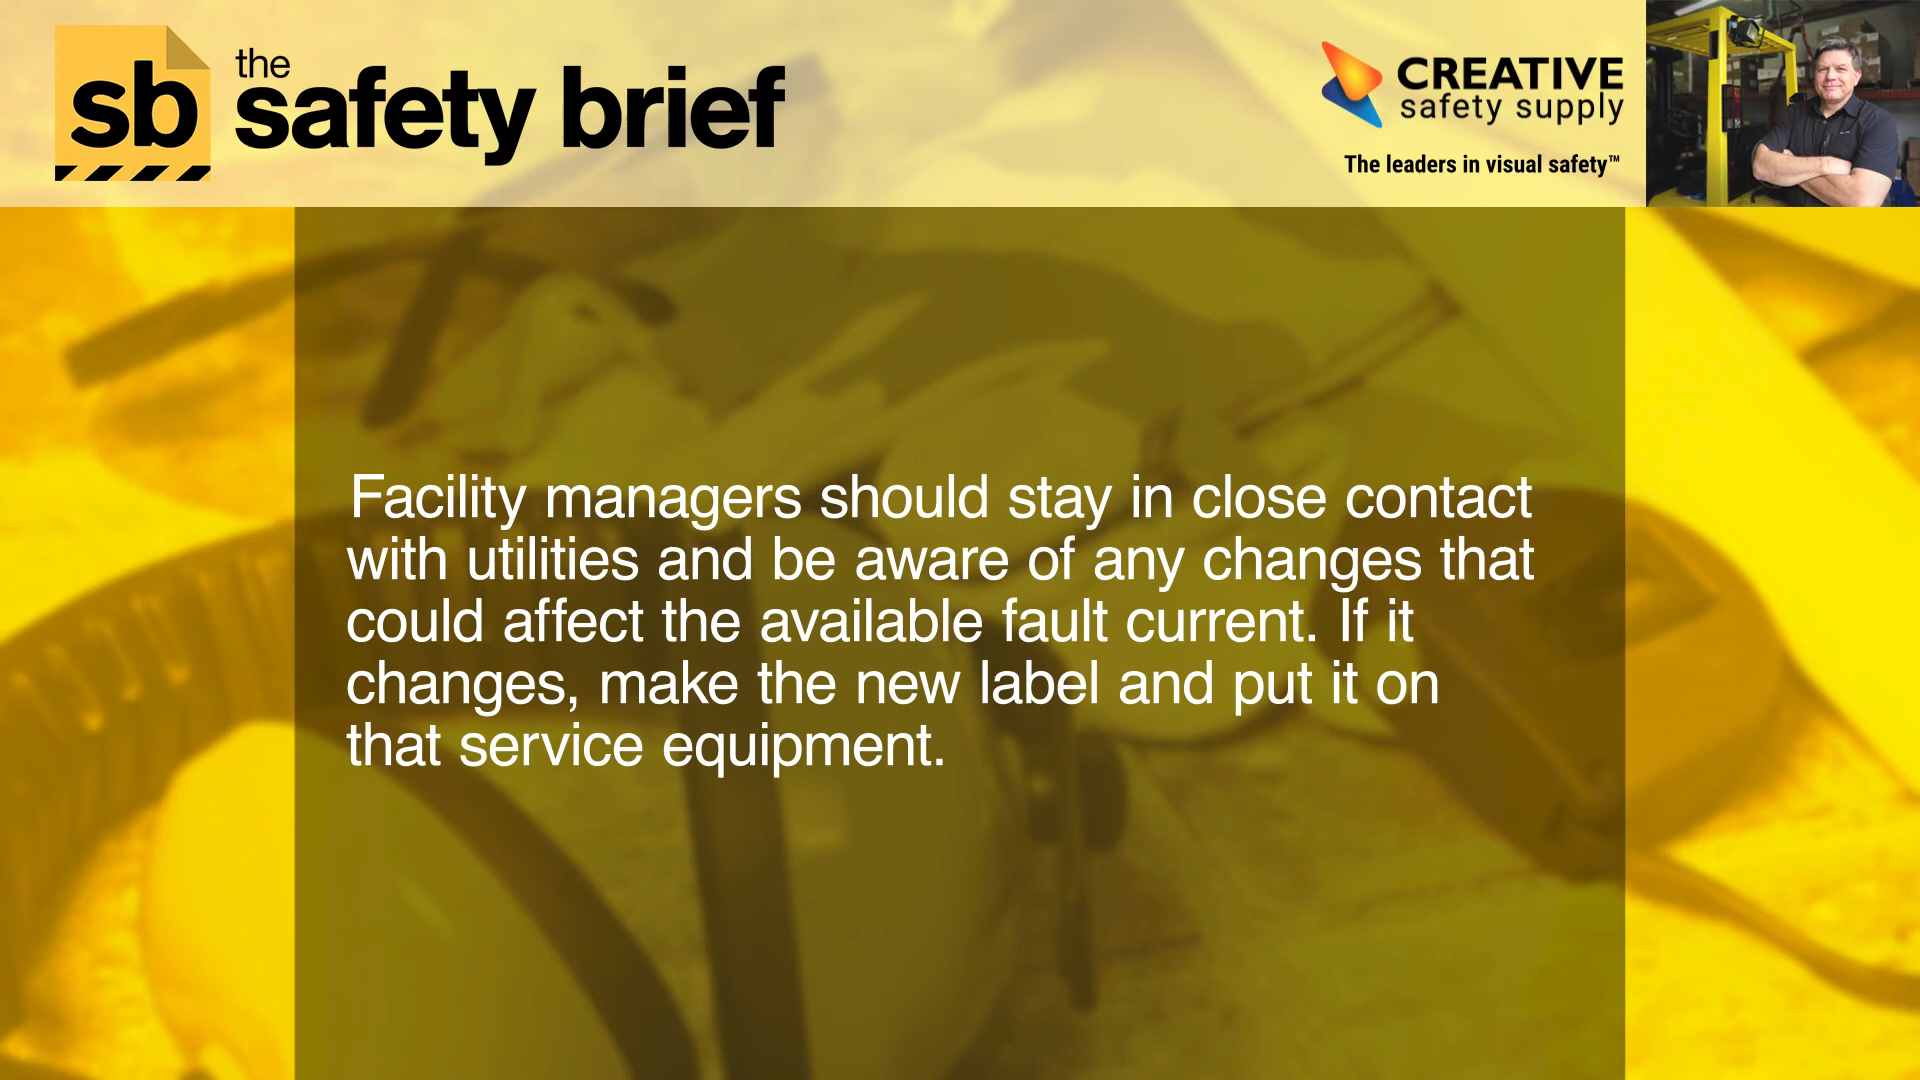 sb
the
safety brief
CREATIVE
safety supply
The leaders in visual safety™
Facility managers should stay in close contact
with utilities and be aware of any changes that
could affect the available fault current. If it
changes, make the new label and put it on
that service equipment.